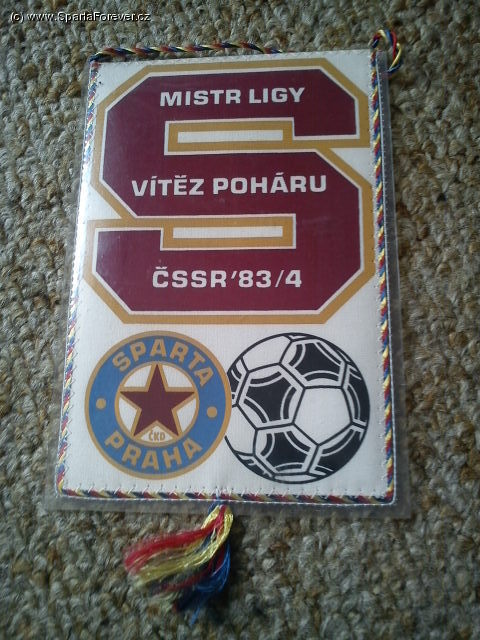 (c) www.SpartaForever.cz
MISTR LIGY
VÍTĚZ POHÁRU
ČSSR '83/4
SPARTA
ČKD
PRAHA